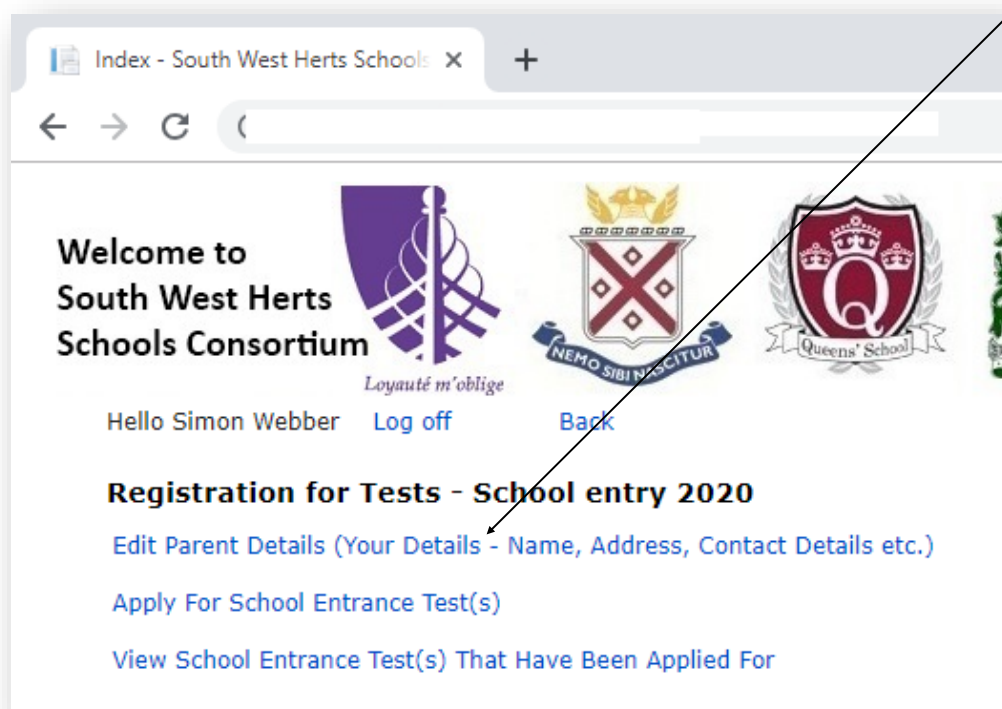 Index - South West Herts Schools
Welcome to
South West Herts
Schools Consortium
Loyauté m'oblige
NEMO SIBI NASCITUR
Q
Queens' School
Hello Simon Webber Log off Back
Registration for Tests - School entry 2020
Edit Parent Details (Your Details - Name, Address, Contact Details etc.)
Apply For School Entrance Test(s)
View School Entrance Test(s) That Have Been Applied For